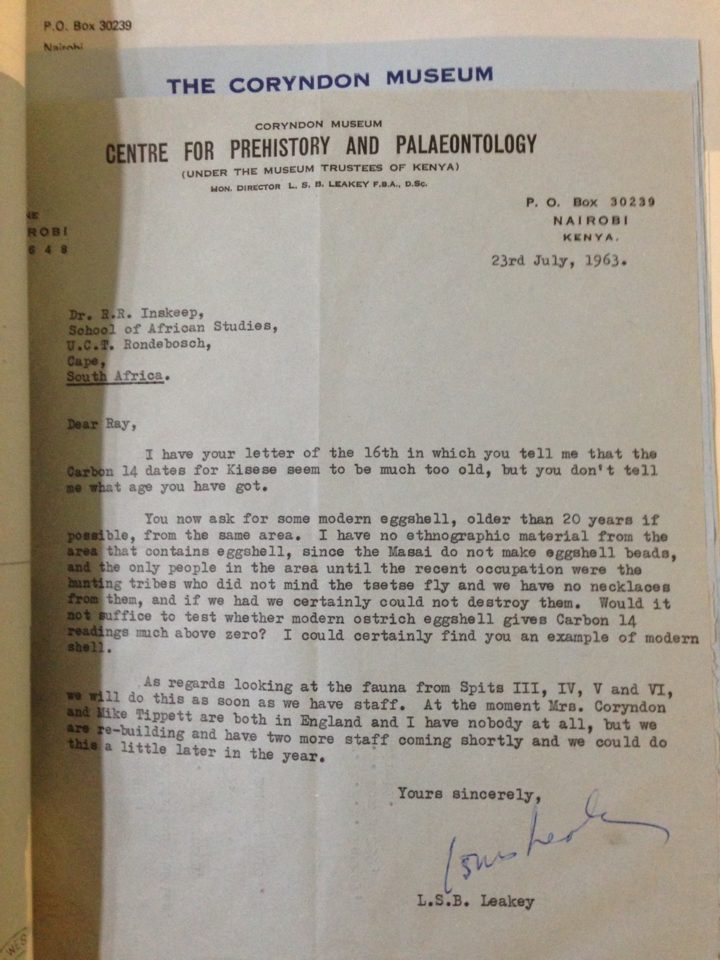 P.O. Box 30239
Nairobi
THE CORYNDON MUSEUM
CORYNDON MUSEUM
CENTRE FOR PREHISTORY AND PALAEONTOLOGY
(UNDER THE MUSEUM TRUSTEES OF KENYA)
HON. DIRECTOR L. S. B. LEAKEY F.B.A., D.Sc.
P. O. Box 30239
NAIROBI
KENYA.
NE
ROBI
648
23rd July, 1963.
Dr. R.R. Inskeep,
School of African Studies,
U.C.T. Rondebosch,
Cape,
South Africa.
Dear Ray,
I have your letter of the 16th in which you tell me that the
Carbon 14 dates for Kisese seem to be much too old, but you don't tell
me what age you have got.
You now ask for some modern eggshell, older than 20 years if
possible, from the same area. I have no ethnographic material from the
area that contains eggshell, since the Masai do not make eggshell beads,
and the only people in the area until the recent occupation were the
hunting tribes who did not mind the tsetse fly and we have no necklaces
from them, and if we had we certainly could not destroy them. Would it
not suffice to test whether modern ostrich eggshell gives Carbon 14
readings much above zero? I could certainly find you an example of modern
shell.
As regards looking at the fauna from Spits III, IV, V and VI,
we will do this as soon as we have staff. At the moment Mrs. Coryndon
and Mike Tippett are both in England and I have nobody at all, but we
are re-building and have two more staff coming shortly and we could do
this a little later in the year.
Yours sincerely,
Louis Leakey
L.S.B. Leakey
WES